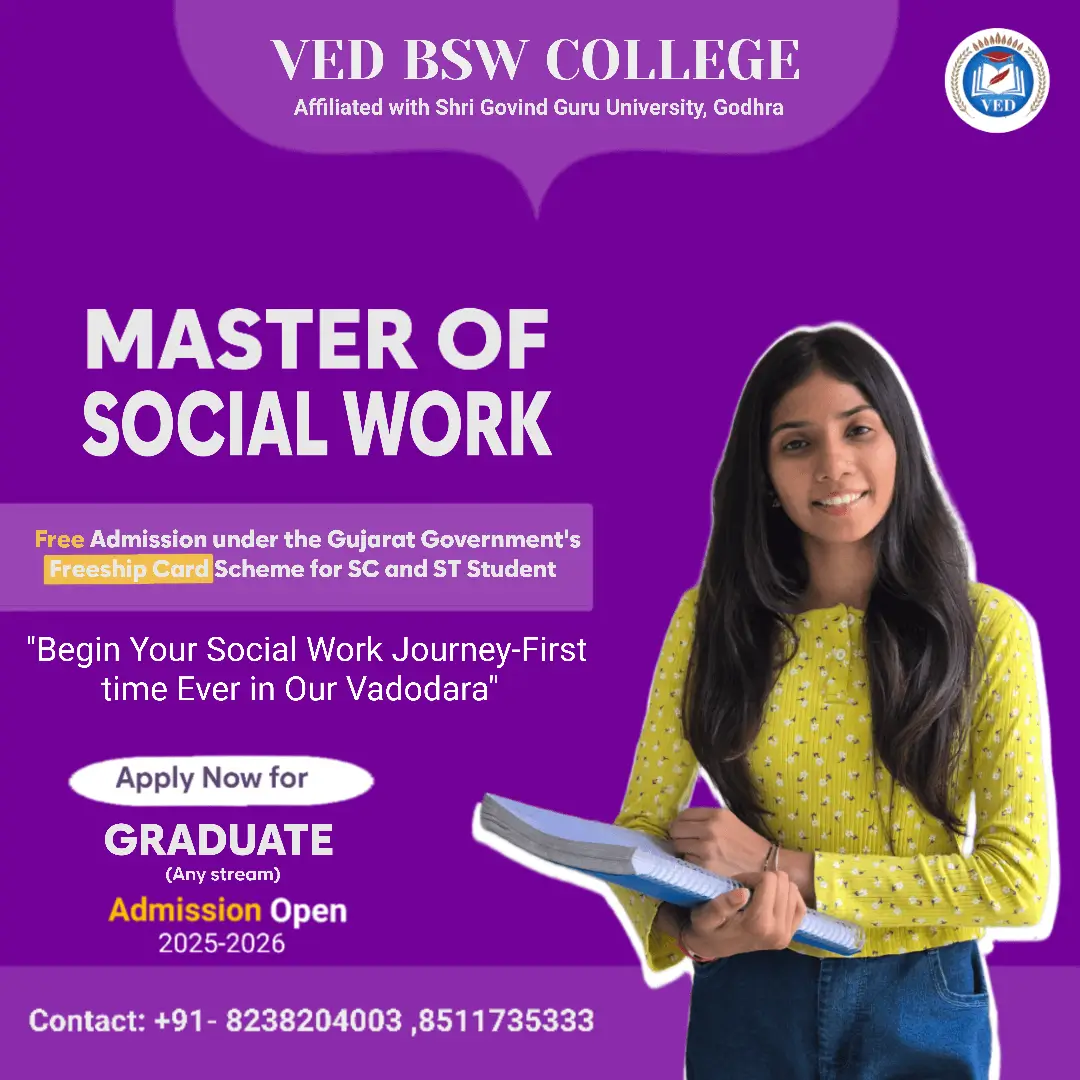 VED BSW COLLEGE
Affiliated with Shri Govind Guru University, Godhra
VED
MASTER OF
SOCIAL WORK
Free Admission under the Gujarat Government's
Freeship Card Scheme for SC and ST Student
"Begin Your Social Work Journey-First
time Ever in Our Vadodara"
Apply Now for
GRADUATE
(Any stream)
Admission Open
2025-2026
Contact: +91- 8238204003 ,8511735333